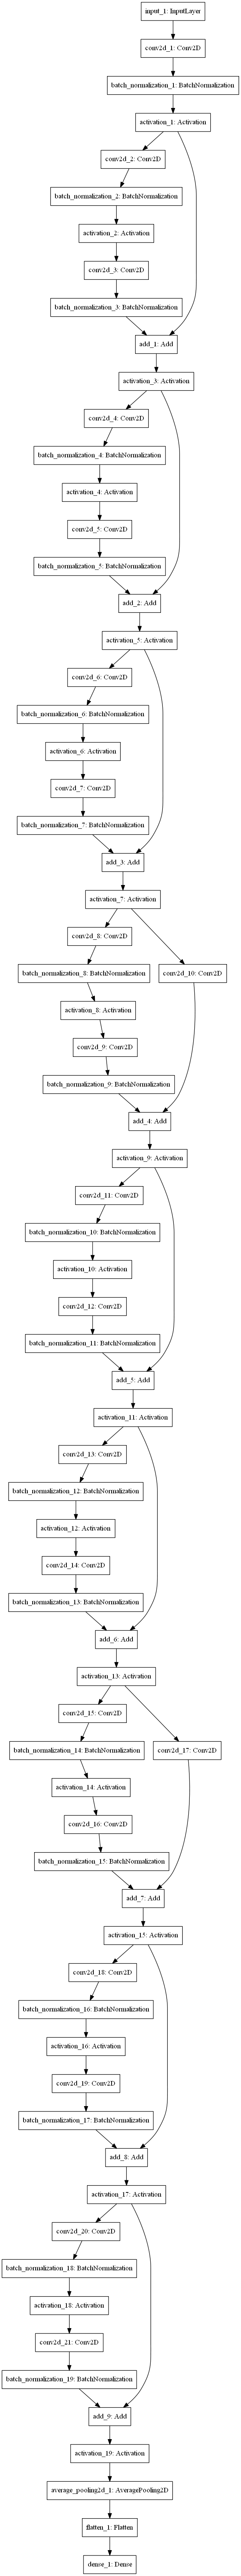 input_1: InputLayer
conv2d_1: Conv2D
batch_normalization_1: BatchNormalization
activation_1: Activation
conv2d_2: Conv2D
batch_normalization_2: BatchNormalization
activation_2: Activation
conv2d_3: Conv2D
batch_normalization_3: BatchNormalization
add_1: Add
activation_3: Activation
conv2d_4: Conv2D
batch_normalization_4: BatchNormalization
activation_4: Activation
conv2d_5: Conv2D
batch_normalization_5: BatchNormalization
add_2: Add
activation_5: Activation
conv2d_6: Conv2D
batch_normalization_6: BatchNormalization
activation_6: Activation
conv2d_7: Conv2D
batch_normalization_7: BatchNormalization
add_3: Add
activation_7: Activation
conv2d_8: Conv2D
batch_normalization_8: BatchNormalization
conv2d_10: Conv2D
activation_8: Activation
conv2d_9: Conv2D
batch_normalization_9: BatchNormalization
add_4: Add
activation_9: Activation
conv2d_11: Conv2D
batch_normalization_10: BatchNormalization
activation_10: Activation
conv2d_12: Conv2D
batch_normalization_11: BatchNormalization
add_5: Add
activation_11: Activation
conv2d_13: Conv2D
batch_normalization_12: BatchNormalization
activation_12: Activation
conv2d_14: Conv2D
batch_normalization_13: BatchNormalization
add_6: Add
activation_13: Activation
conv2d_15: Conv2D
batch_normalization_14: BatchNormalization
conv2d_17: Conv2D
activation_14: Activation
conv2d_16: Conv2D
batch_normalization_15: BatchNormalization
add_7: Add
activation_15: Activation
conv2d_18: Conv2D
batch_normalization_16: BatchNormalization
activation_16: Activation
conv2d_19: Conv2D
batch_normalization_17: BatchNormalization
add_8: Add
activation_17: Activation
conv2d_20: Conv2D
batch_normalization_18: BatchNormalization
activation_18: Activation
conv2d_21: Conv2D
batch_normalization_19: BatchNormalization
add_9: Add
activation_19: Activation
average_pooling2d_1: AveragePooling2D
flatten_1: Flatten
dense_1: Dense